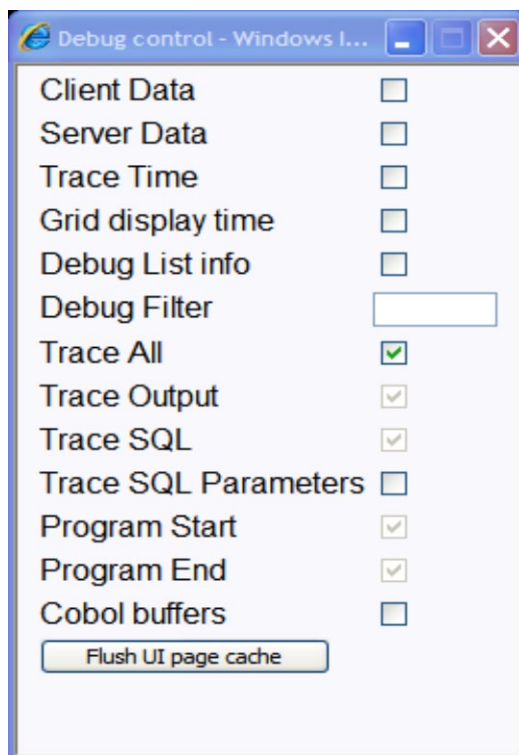 Debug control - Windows I...
Client Data
Server Data
Trace Time
Grid display time
Debug List info
Debug Filter
Trace All
Trace Output
Trace SQL
Trace SQL Parameters
Program Start
Program End
Cobol buffers
Flush UI page cache